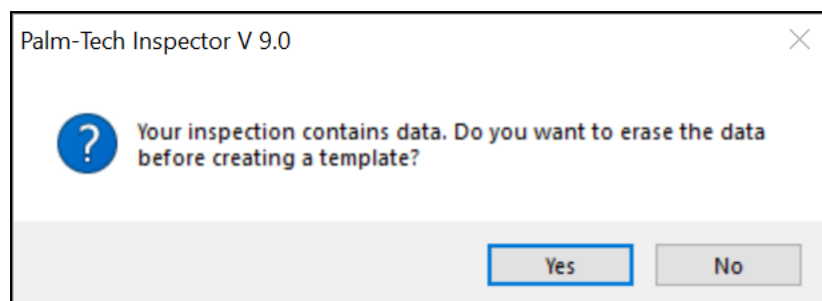 Palm-Tech Inspector V 9.0
Your inspection contains data. Do you want to erase the data
before creating a template?
Yes
No